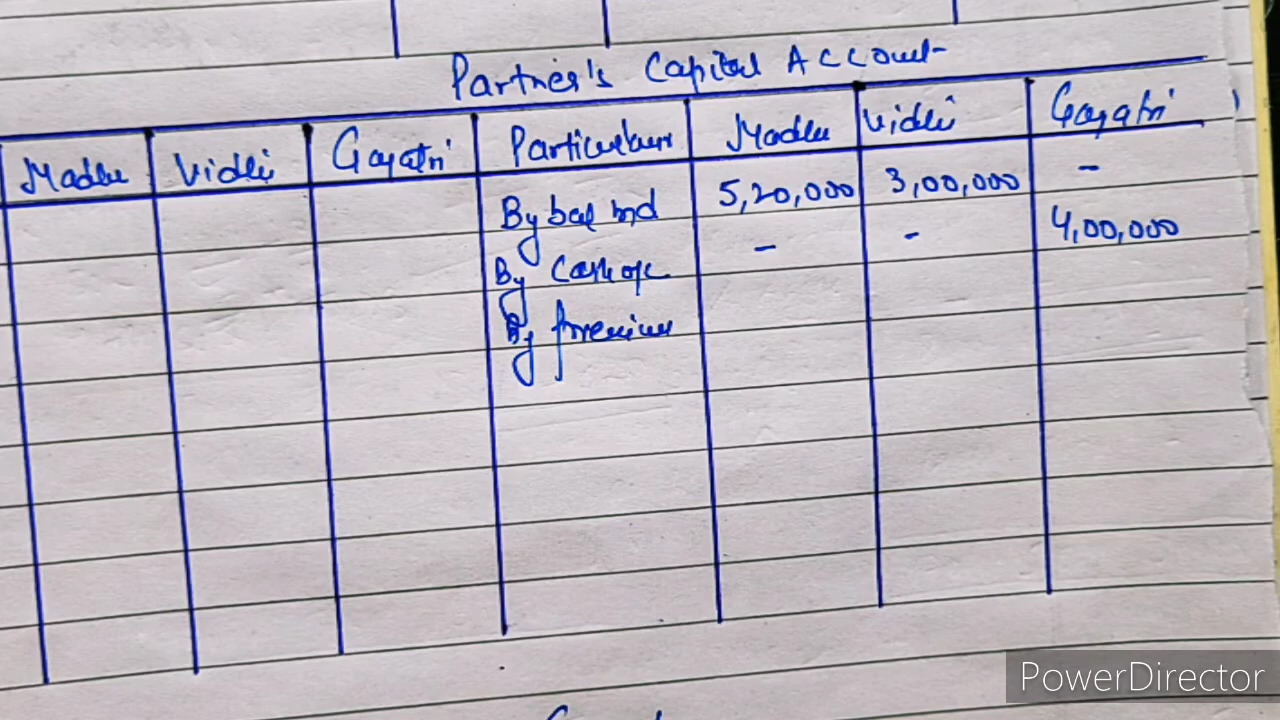 Partner's Capital Account
Madhu Vidhi Gayatri Particulars Madhu Vidhi Gayatri
By bal b/d 5,20,000 3,00,000 -
By Cash a/c - - 4,00,000
By premium
PowerDirector